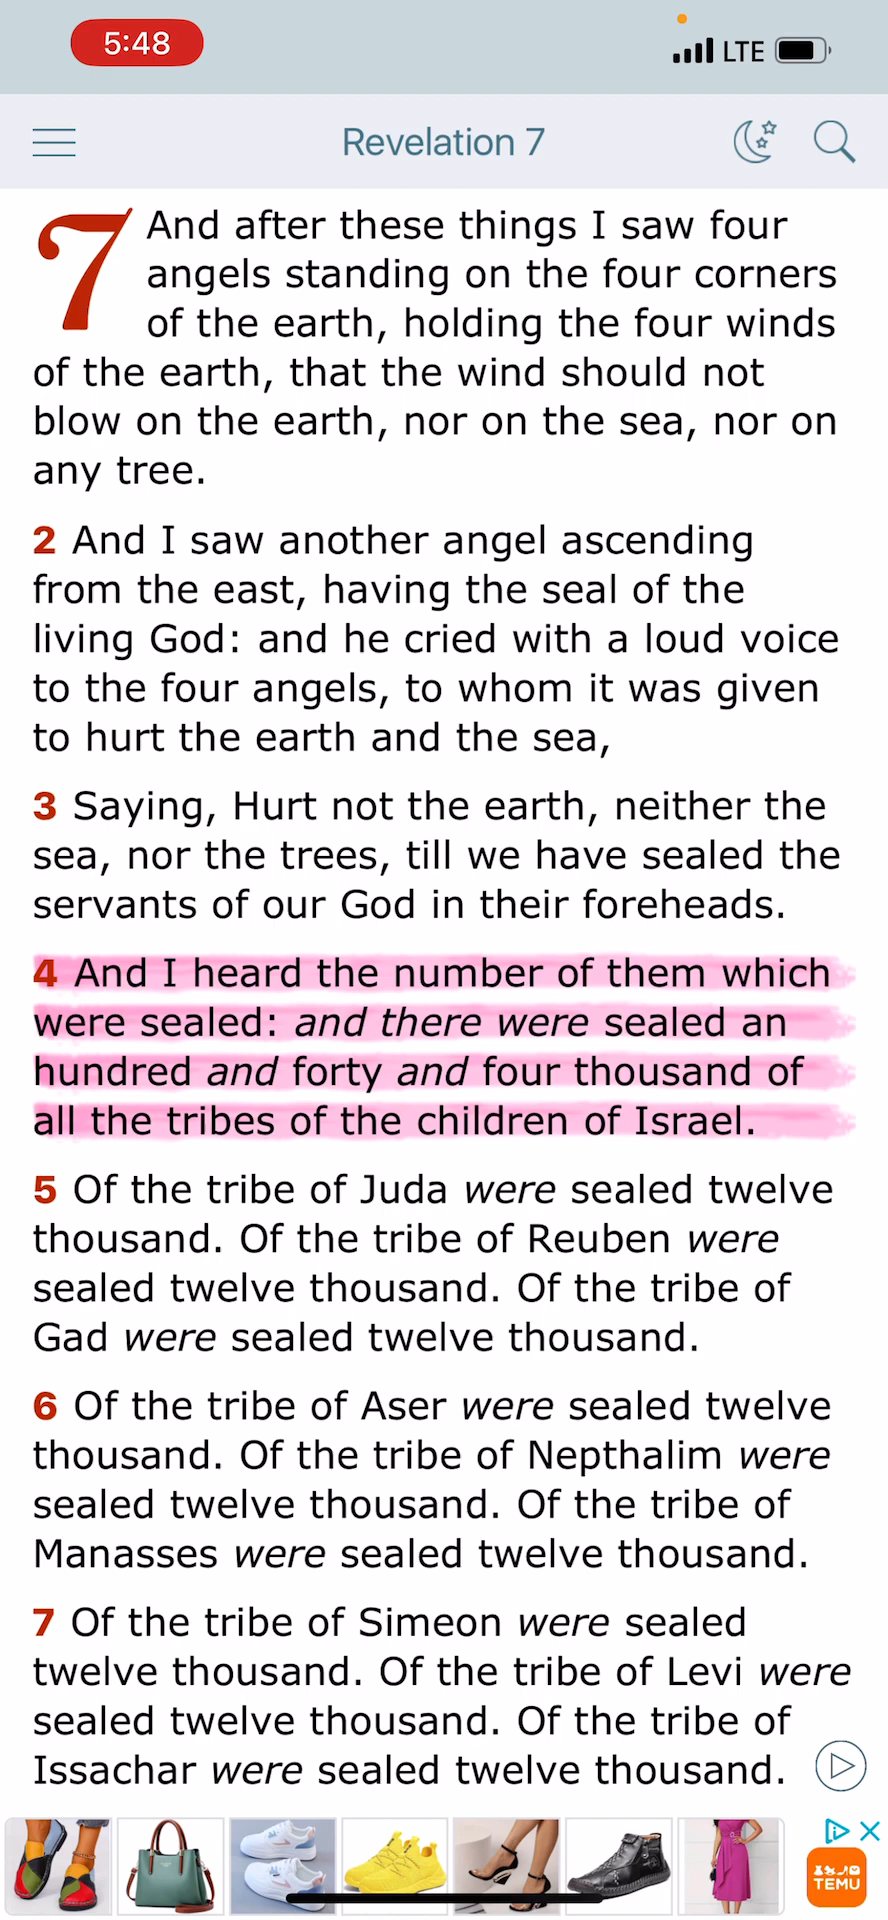 5:48
LTE
Revelation 7
7 And after these things I saw four
angels standing on the four corners
of the earth, holding the four winds
of the earth, that the wind should not
blow on the earth, nor on the sea, nor on
any tree.
2 And I saw another angel ascending
from the east, having the seal of the
living God: and he cried with a loud voice
to the four angels, to whom it was given
to hurt the earth and the sea,
3 Saying, Hurt not the earth, neither the
sea, nor the trees, till we have sealed the
servants of our God in their foreheads.
4 And I heard the number of them which
were sealed: and there were sealed an
hundred and forty and four thousand of
all the tribes of the children of Israel.
5 Of the tribe of Juda were sealed twelve
thousand. Of the tribe of Reuben were
sealed twelve thousand. Of the tribe of
Gad were sealed twelve thousand.
6 Of the tribe of Aser were sealed twelve
thousand. Of the tribe of Nepthalim were
sealed twelve thousand. Of the tribe of
Manasses were sealed twelve thousand.
7 Of the tribe of Simeon were sealed
twelve thousand. Of the tribe of Levi were
sealed twelve thousand. Of the tribe of
Issachar were sealed twelve thousand.
TEMU